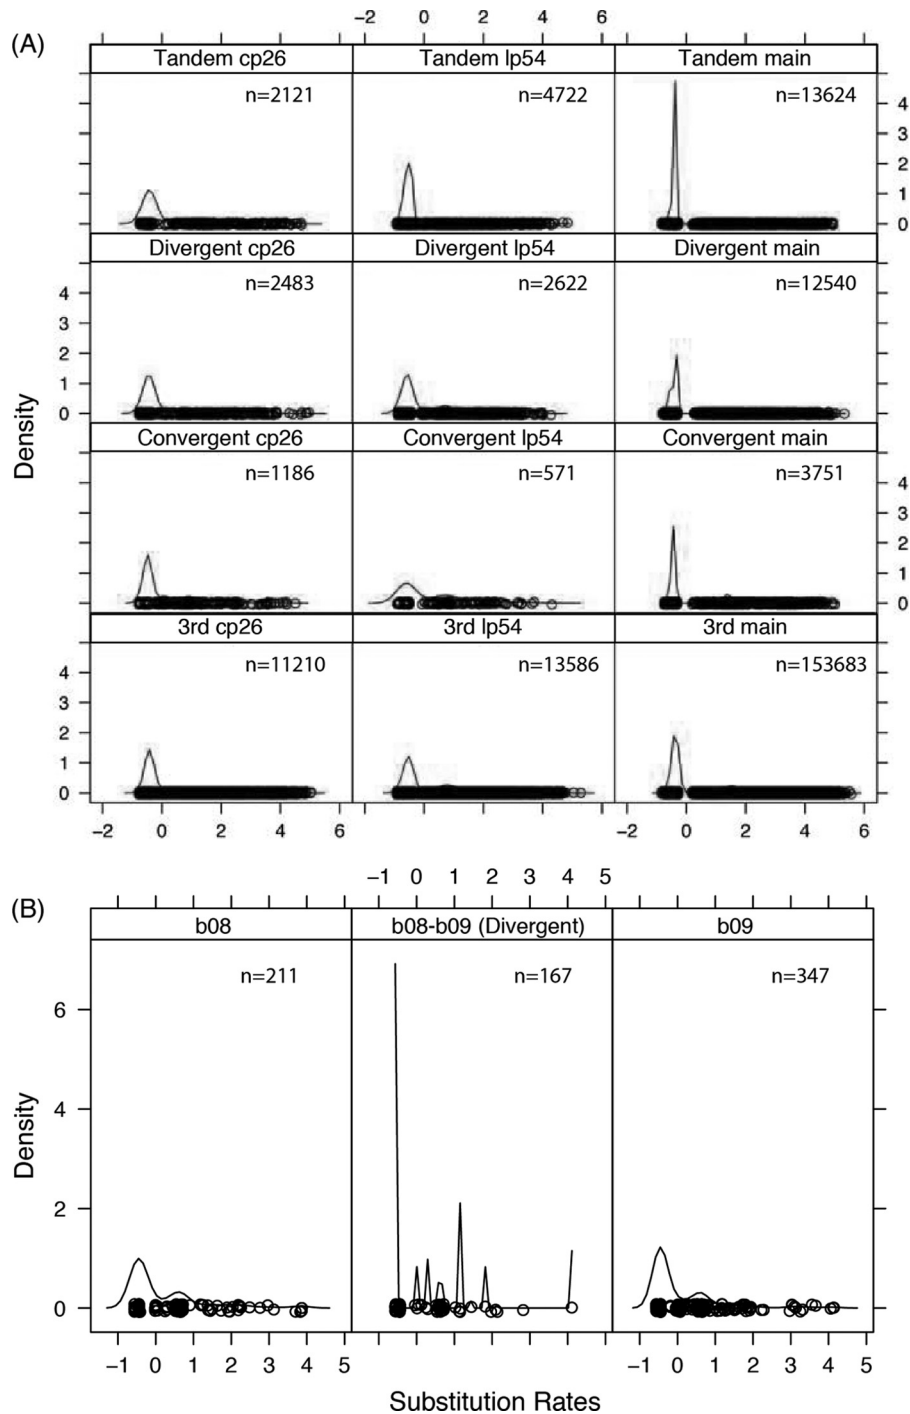 (A)
−2 0 2 4 6
Tandem cp26 Tandem lp54 Tandem main
n=2121 n=4722 n=13624
4
3
2
1
0
Divergent cp26 Divergent lp54 Divergent main
n=2483 n=2622 n=12540
4
3
2
1
0
Density
Convergent cp26 Convergent lp54 Convergent main
n=1186 n=571 n=3751
4
3
2
1
0
3rd cp26 3rd lp54 3rd main
n=11210 n=13586 n=153683
4
3
2
1
0
−2 0 2 4 6 −2 0 2 4 6
(B)
−1 0 1 2 3 4 5
b08 b08-b09 (Divergent) b09
n=211 n=167 n=347
6
4
2
0
Density
−1 0 1 2 3 4 5 −1 0 1 2 3 4 5
Substitution Rates